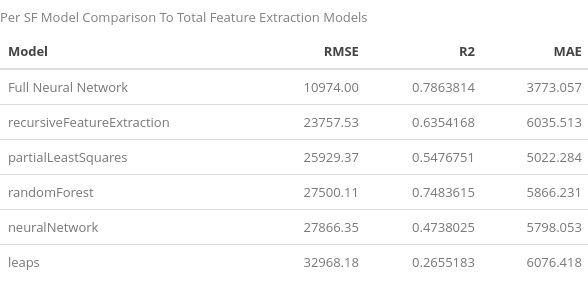 Per SF Model Comparison To Total Feature Extraction Models
Model RMSE R2 MAE
Full Neural Network 10974.00 0.7863814 3773.057
recursiveFeatureExtraction 23757.53 0.6354168 6035.513
partialLeastSquares 25929.37 0.5476751 5022.284
randomForest 27500.11 0.7483615 5866.231
neuralNetwork 27866.35 0.4738025 5798.053
leaps 32968.18 0.2655183 6076.418